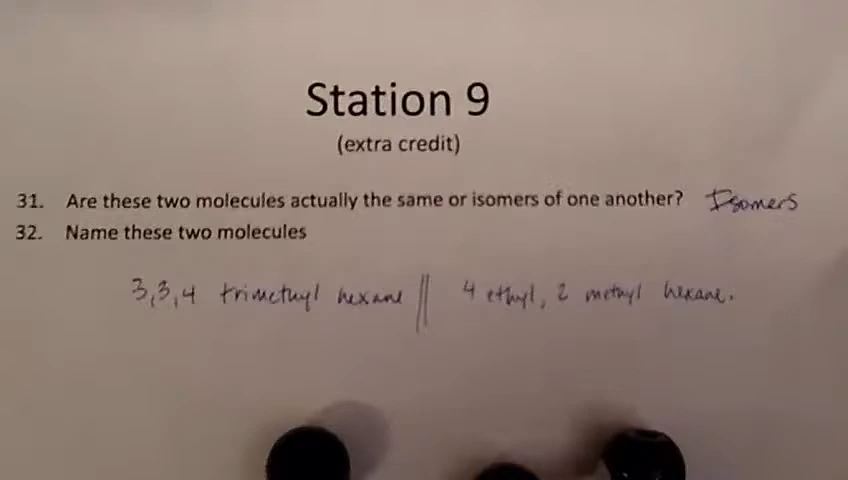 Station 9
(extra credit)
31. Are these two molecules actually the same or isomers of one another? Isomers
32. Name these two molecules
3,3,4 trimethyl hexane || 4 ethyl, 2 methyl hexane.